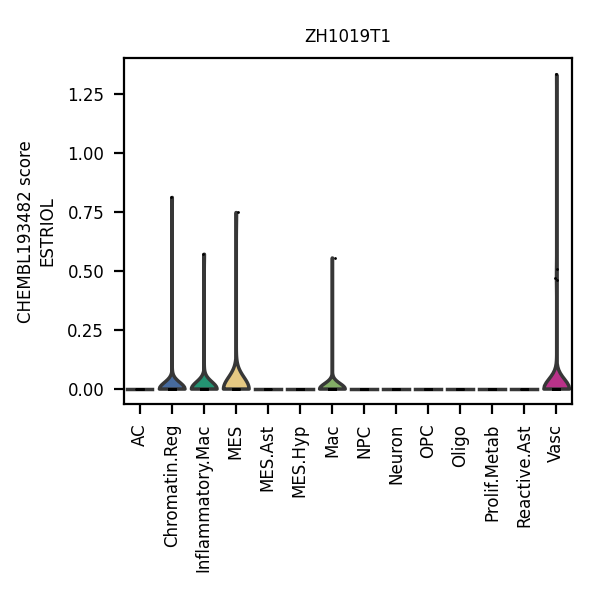 ZH1019T1
CHEMBL193482 score
ESTRIOL
1.25
1.00
0.75
0.50
0.25
0.00
AC
Chromatin.Reg
Inflammatory.Mac
MES
MES.Ast
MES.Hyp
Mac
NPC
Neuron
OPC
Oligo
Prolif.Metab
Reactive.Ast
Vasc